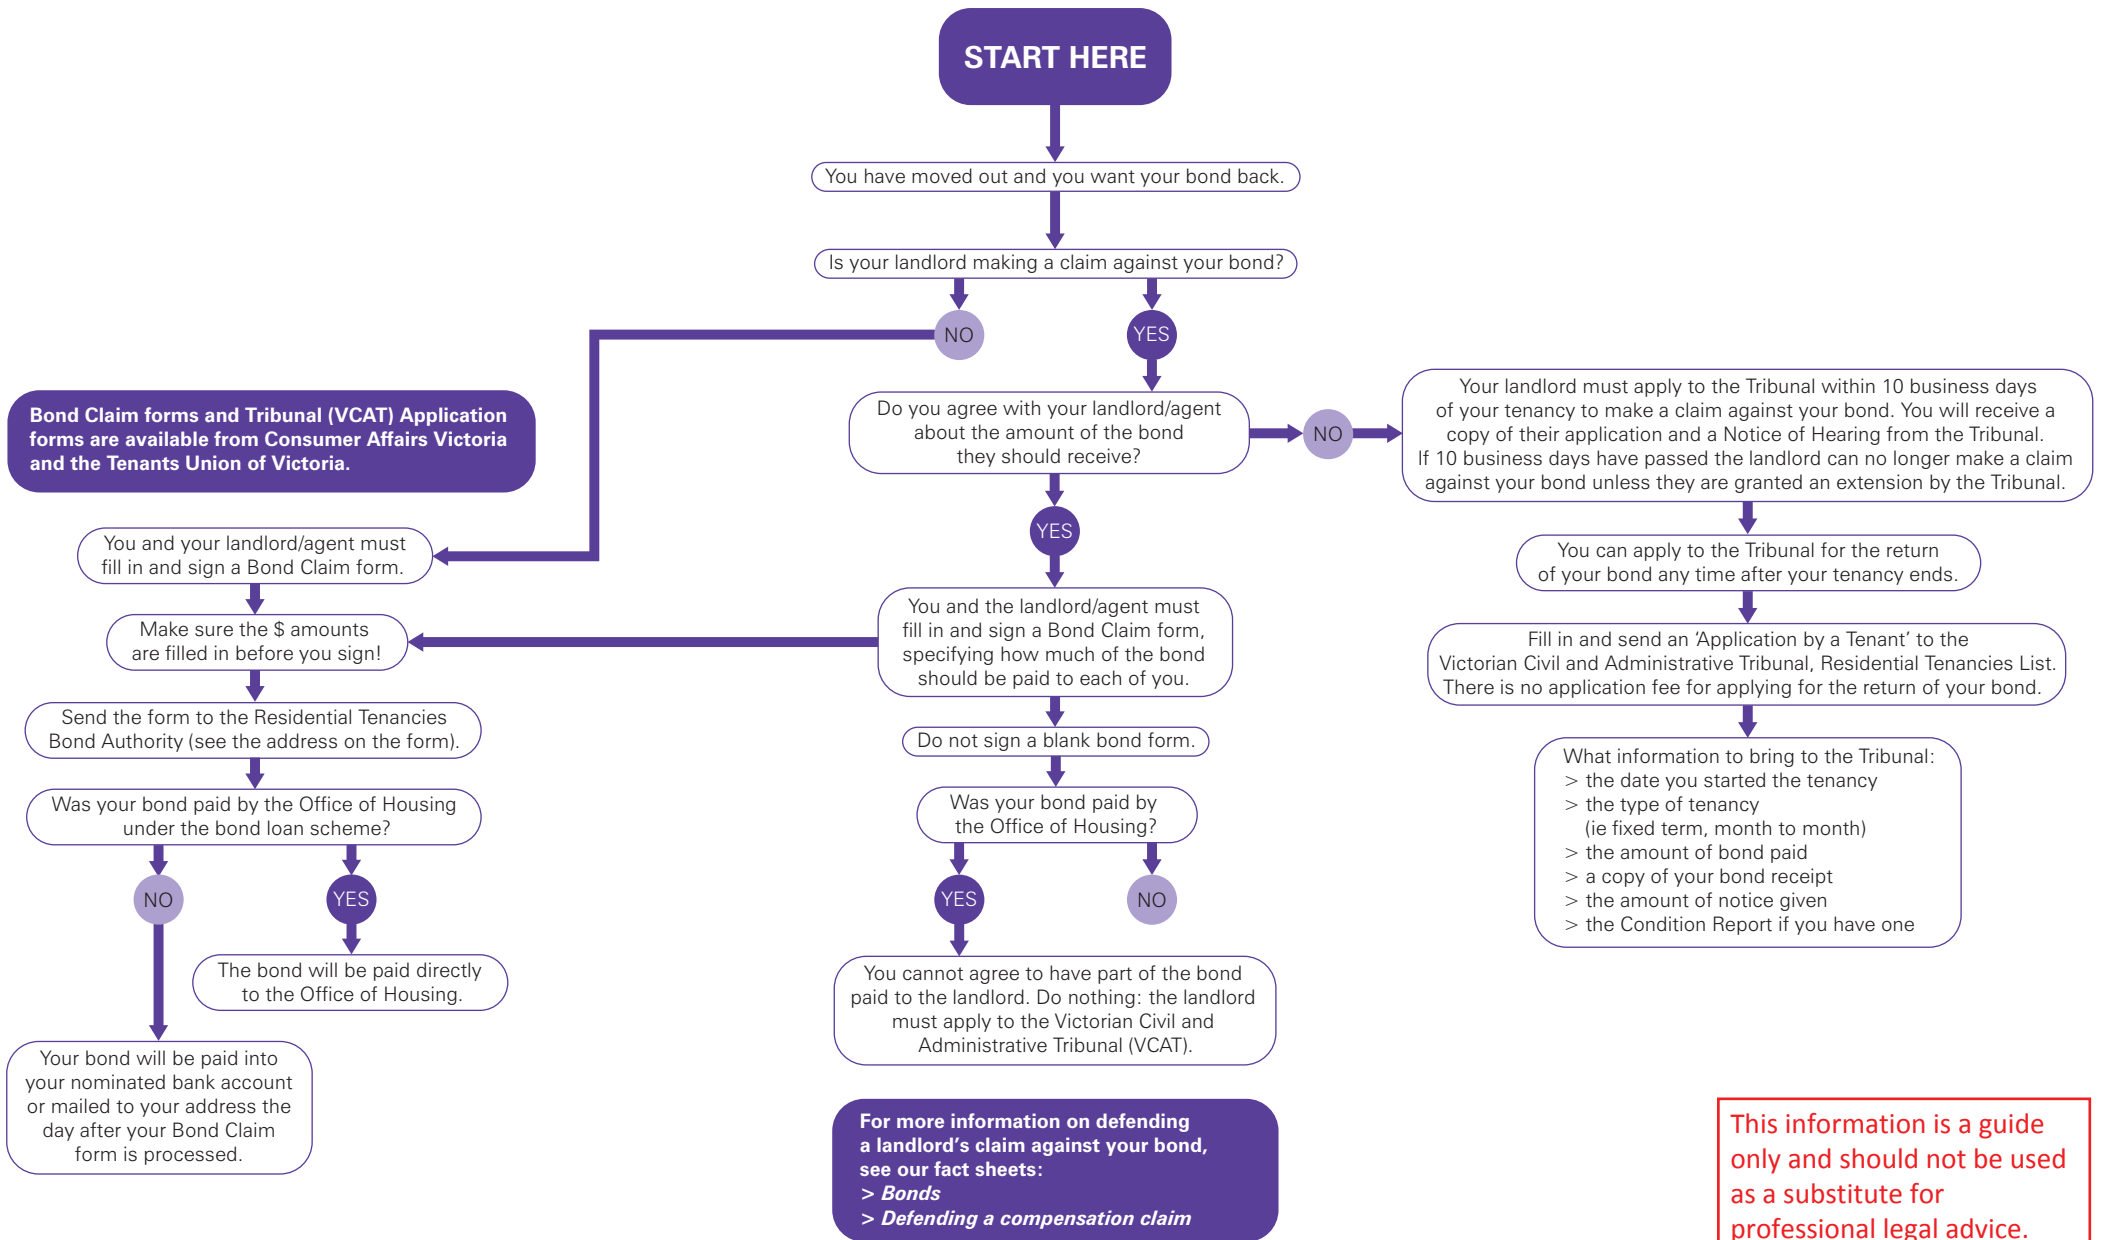 START HERE
You have moved out and you want your bond back.
Is your landlord making a claim against your bond?
NO
YES
Bond Claim forms and Tribunal (VCAT) Application
forms are available from Consumer Affairs Victoria
and the Tenants Union of Victoria.
Do you agree with your landlord/agent
about the amount of the bond
they should receive?
NO
Your landlord must apply to the Tribunal within 10 business days
of your tenancy to make a claim against your bond. You will receive a
copy of their application and a Notice of Hearing from the Tribunal.
If 10 business days have passed the landlord can no longer make a claim
against your bond unless they are granted an extension by the Tribunal.
YES
You and your landlord/agent must
fill in and sign a Bond Claim form.
You can apply to the Tribunal for the return
of your bond any time after your tenancy ends.
Make sure the $ amounts
are filled in before you sign!
You and the landlord/agent must
fill in and sign a Bond Claim form,
specifying how much of the bond
should be paid to each of you.
Fill in and send an ‘Application by a Tenant’ to the
Victorian Civil and Administrative Tribunal, Residential Tenancies List.
There is no application fee for applying for the return of your bond.
Send the form to the Residential Tenancies
Bond Authority (see the address on the form).
Do not sign a blank bond form.
Was your bond paid by the Office of Housing
under the bond loan scheme?
Was your bond paid by
the Office of Housing?
What information to bring to the Tribunal:
> the date you started the tenancy
> the type of tenancy
(ie fixed term, month to month)
> the amount of bond paid
> a copy of your bond receipt
> the amount of notice given
> the Condition Report if you have one
NO
YES
YES
NO
The bond will be paid directly
to the Office of Housing.
You cannot agree to have part of the bond
paid to the landlord. Do nothing: the landlord
must apply to the Victorian Civil and
Administrative Tribunal (VCAT).
Your bond will be paid into
your nominated bank account
or mailed to your address the
day after your Bond Claim
form is processed.
For more information on defending
a landlord’s claim against your bond,
see our fact sheets:
> Bonds
> Defending a compensation claim
This information is a guide
only and should not be used
as a substitute for
professional legal advice.